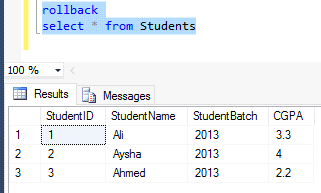 rollback
select * from Students
100 %
Results Messages
StudentID StudentName StudentBatch CGPA
1 1 Ali 2013 3.3
2 2 Aysha 2013 4
3 3 Ahmed 2013 2.2